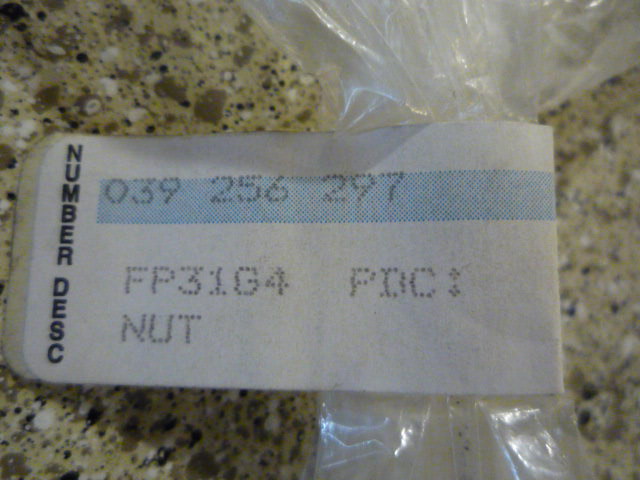 NUMBER DESC
039 256 297
FP31G4 PDC:
NUT